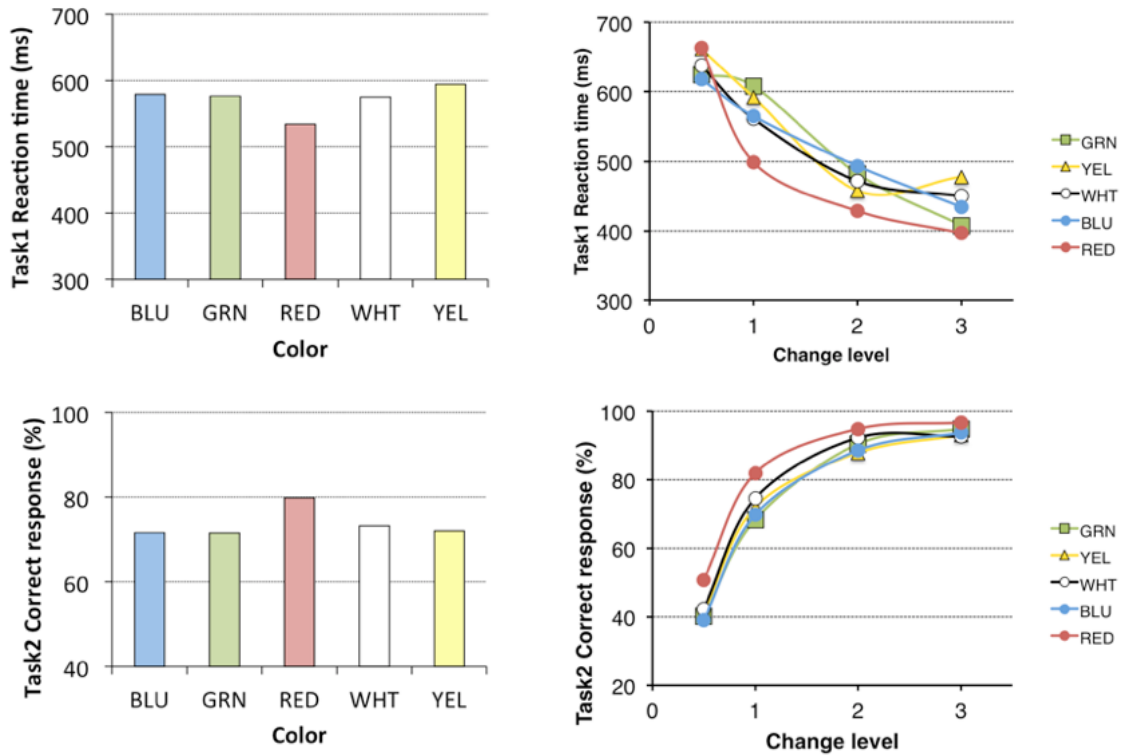 Task1 Reaction time (ms)
700
600
500
400
300
BLU GRN RED WHT YEL
Color
Task1 Reaction time (ms)
700
600
500
400
300
0 1 2 3
Change level
GRN
YEL
WHT
BLU
RED
Task2 Correct response (%)
100
80
60
40
BLU GRN RED WHT YEL
Color
Task2 Correct response (%)
100
80
60
40
20
0 1 2 3
Change level
GRN
YEL
WHT
BLU
RED